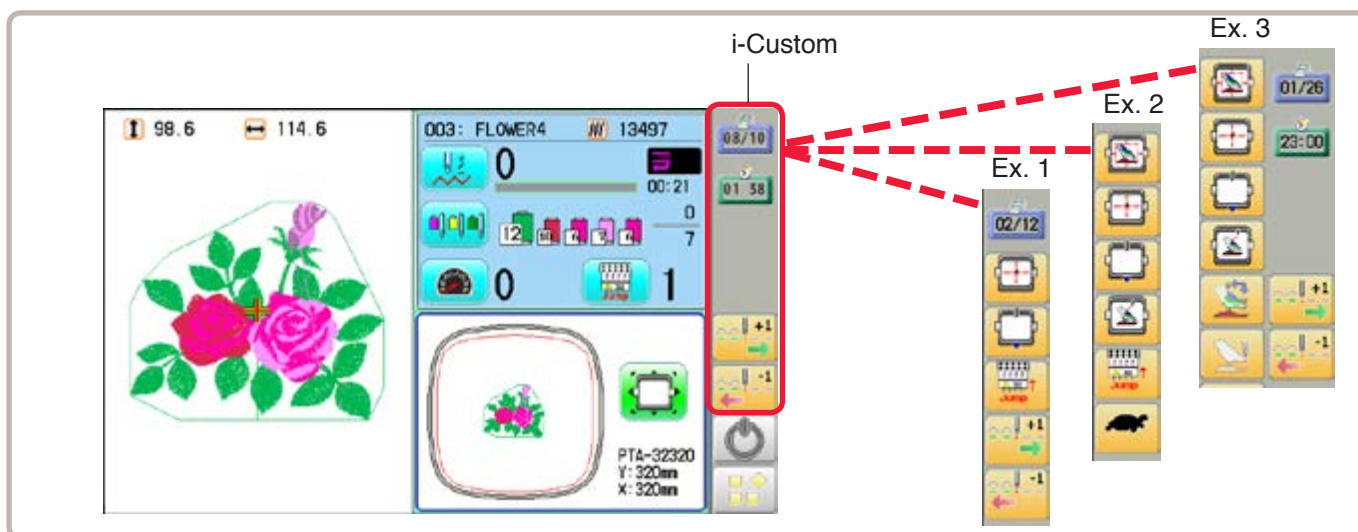 i-Custom
Ex. 3
Ex. 2
Ex. 1
98.6
114.6
003: FLOWER4
13497
0
00:21
12
0
7
0
Jump
1
PTA-32320
Y:320mm
X:320mm
08/10
01 58
+1
-1
02/12
Jump
+1
-1
Jump
01/26
23:00
+1
-1